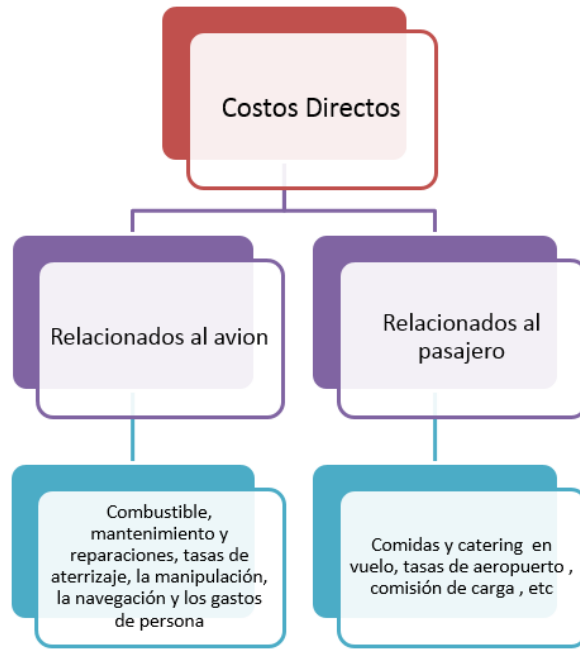 Costos Directos
Relacionados al avion
Relacionados al
pasajero
Combustible,
mantenimiento y
reparaciones, tasas de
aterrizaje, la manipulación,
la navegación y los gastos
de persona
Comidas y catering en
vuelo, tasas de aeropuerto ,
comisión de carga , etc